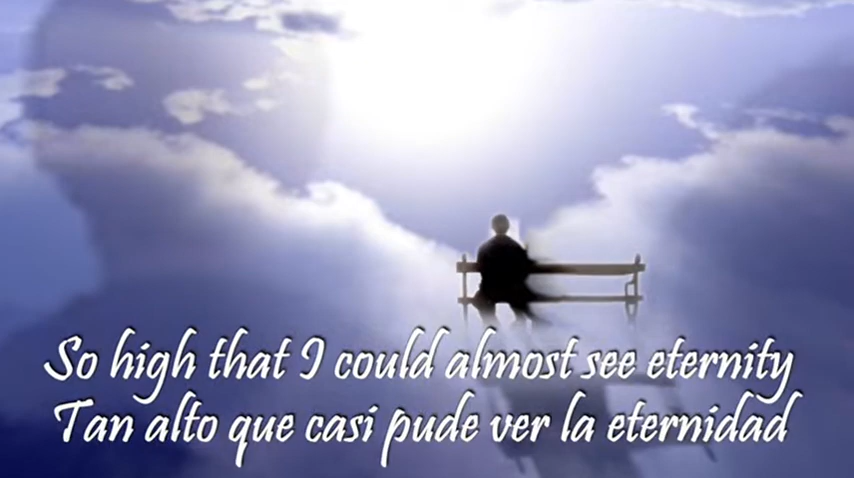 So high that I could almost see eternity
Tan alto que casi pude ver la eternidad